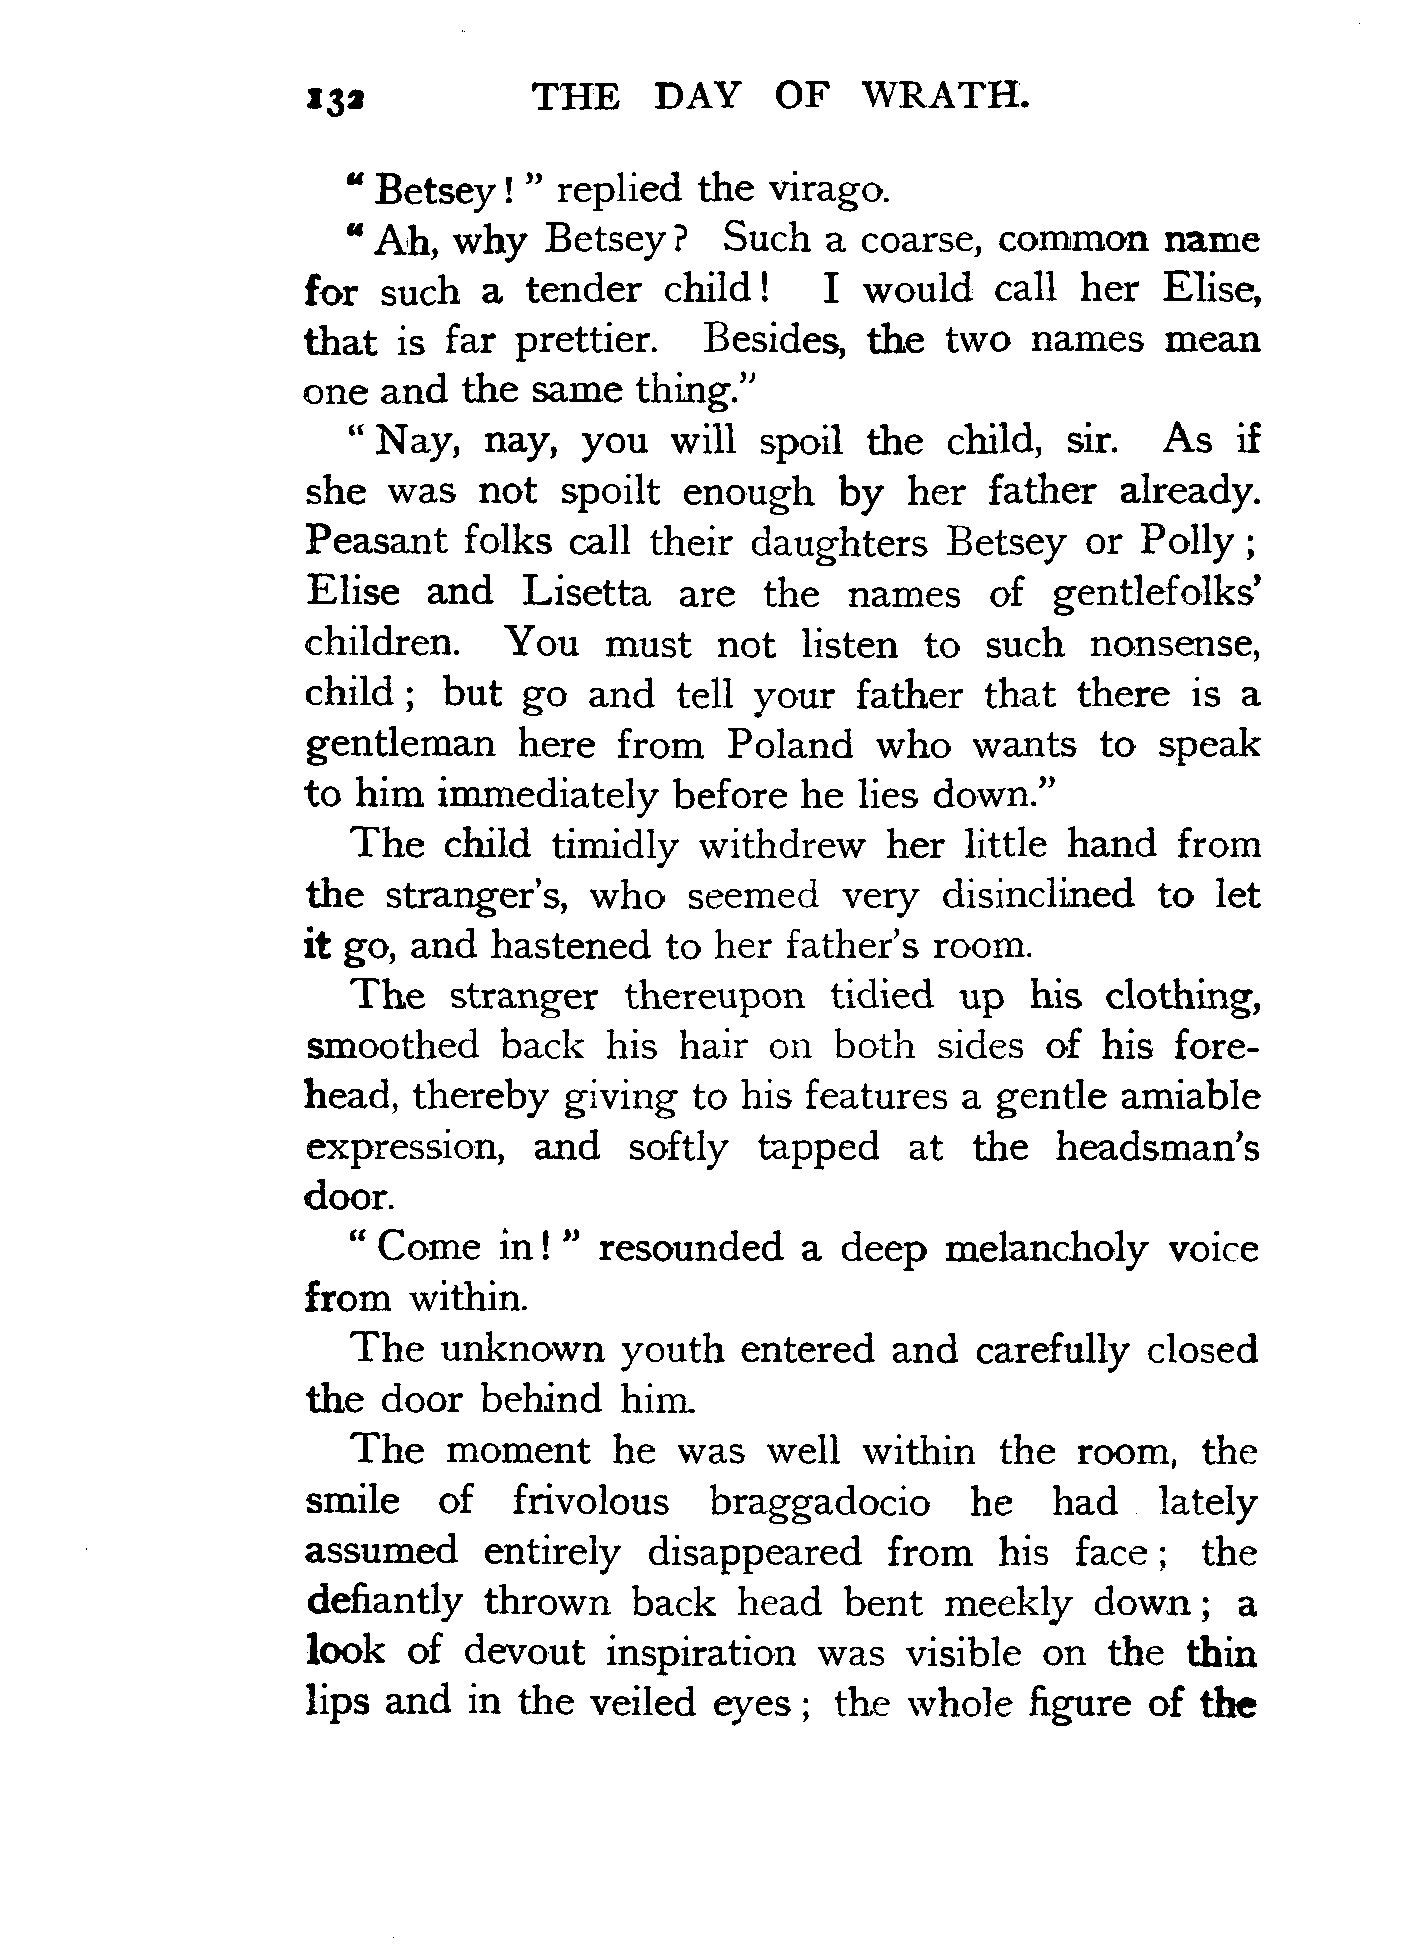 132 THE DAY OF WRATH.
" Betsey! " replied the virago.
" Ah, why Betsey? Such a coarse, common name
for such a tender child! I would call her Elise,
that is far prettier. Besides, the two names mean
one and the same thing."
" Nay, nay, you will spoil the child, sir. As if
she was not spoilt enough by her father already.
Peasant folks call their daughters Betsey or Polly ;
Elise and Lisetta are the names of gentlefolks'
children. You must not listen to such nonsense,
child ; but go and tell your father that there is a
gentleman here from Poland who wants to speak
to him immediately before he lies down."
The child timidly withdrew her little hand from
the stranger's, who seemed very disinclined to let
it go, and hastened to her father's room.
The stranger thereupon tidied up his clothing,
smoothed back his hair on both sides of his fore-
head, thereby giving to his features a gentle amiable
expression, and softly tapped at the headsman's
door.
" Come in! " resounded a deep melancholy voice
from within.
The unknown youth entered and carefully closed
the door behind him.
The moment he was well within the room, the
smile of frivolous braggadocio he had lately
assumed entirely disappeared from his face ; the
defiantly thrown back head bent meekly down ; a
look of devout inspiration was visible on the thin
lips and in the veiled eyes ; the whole figure of the